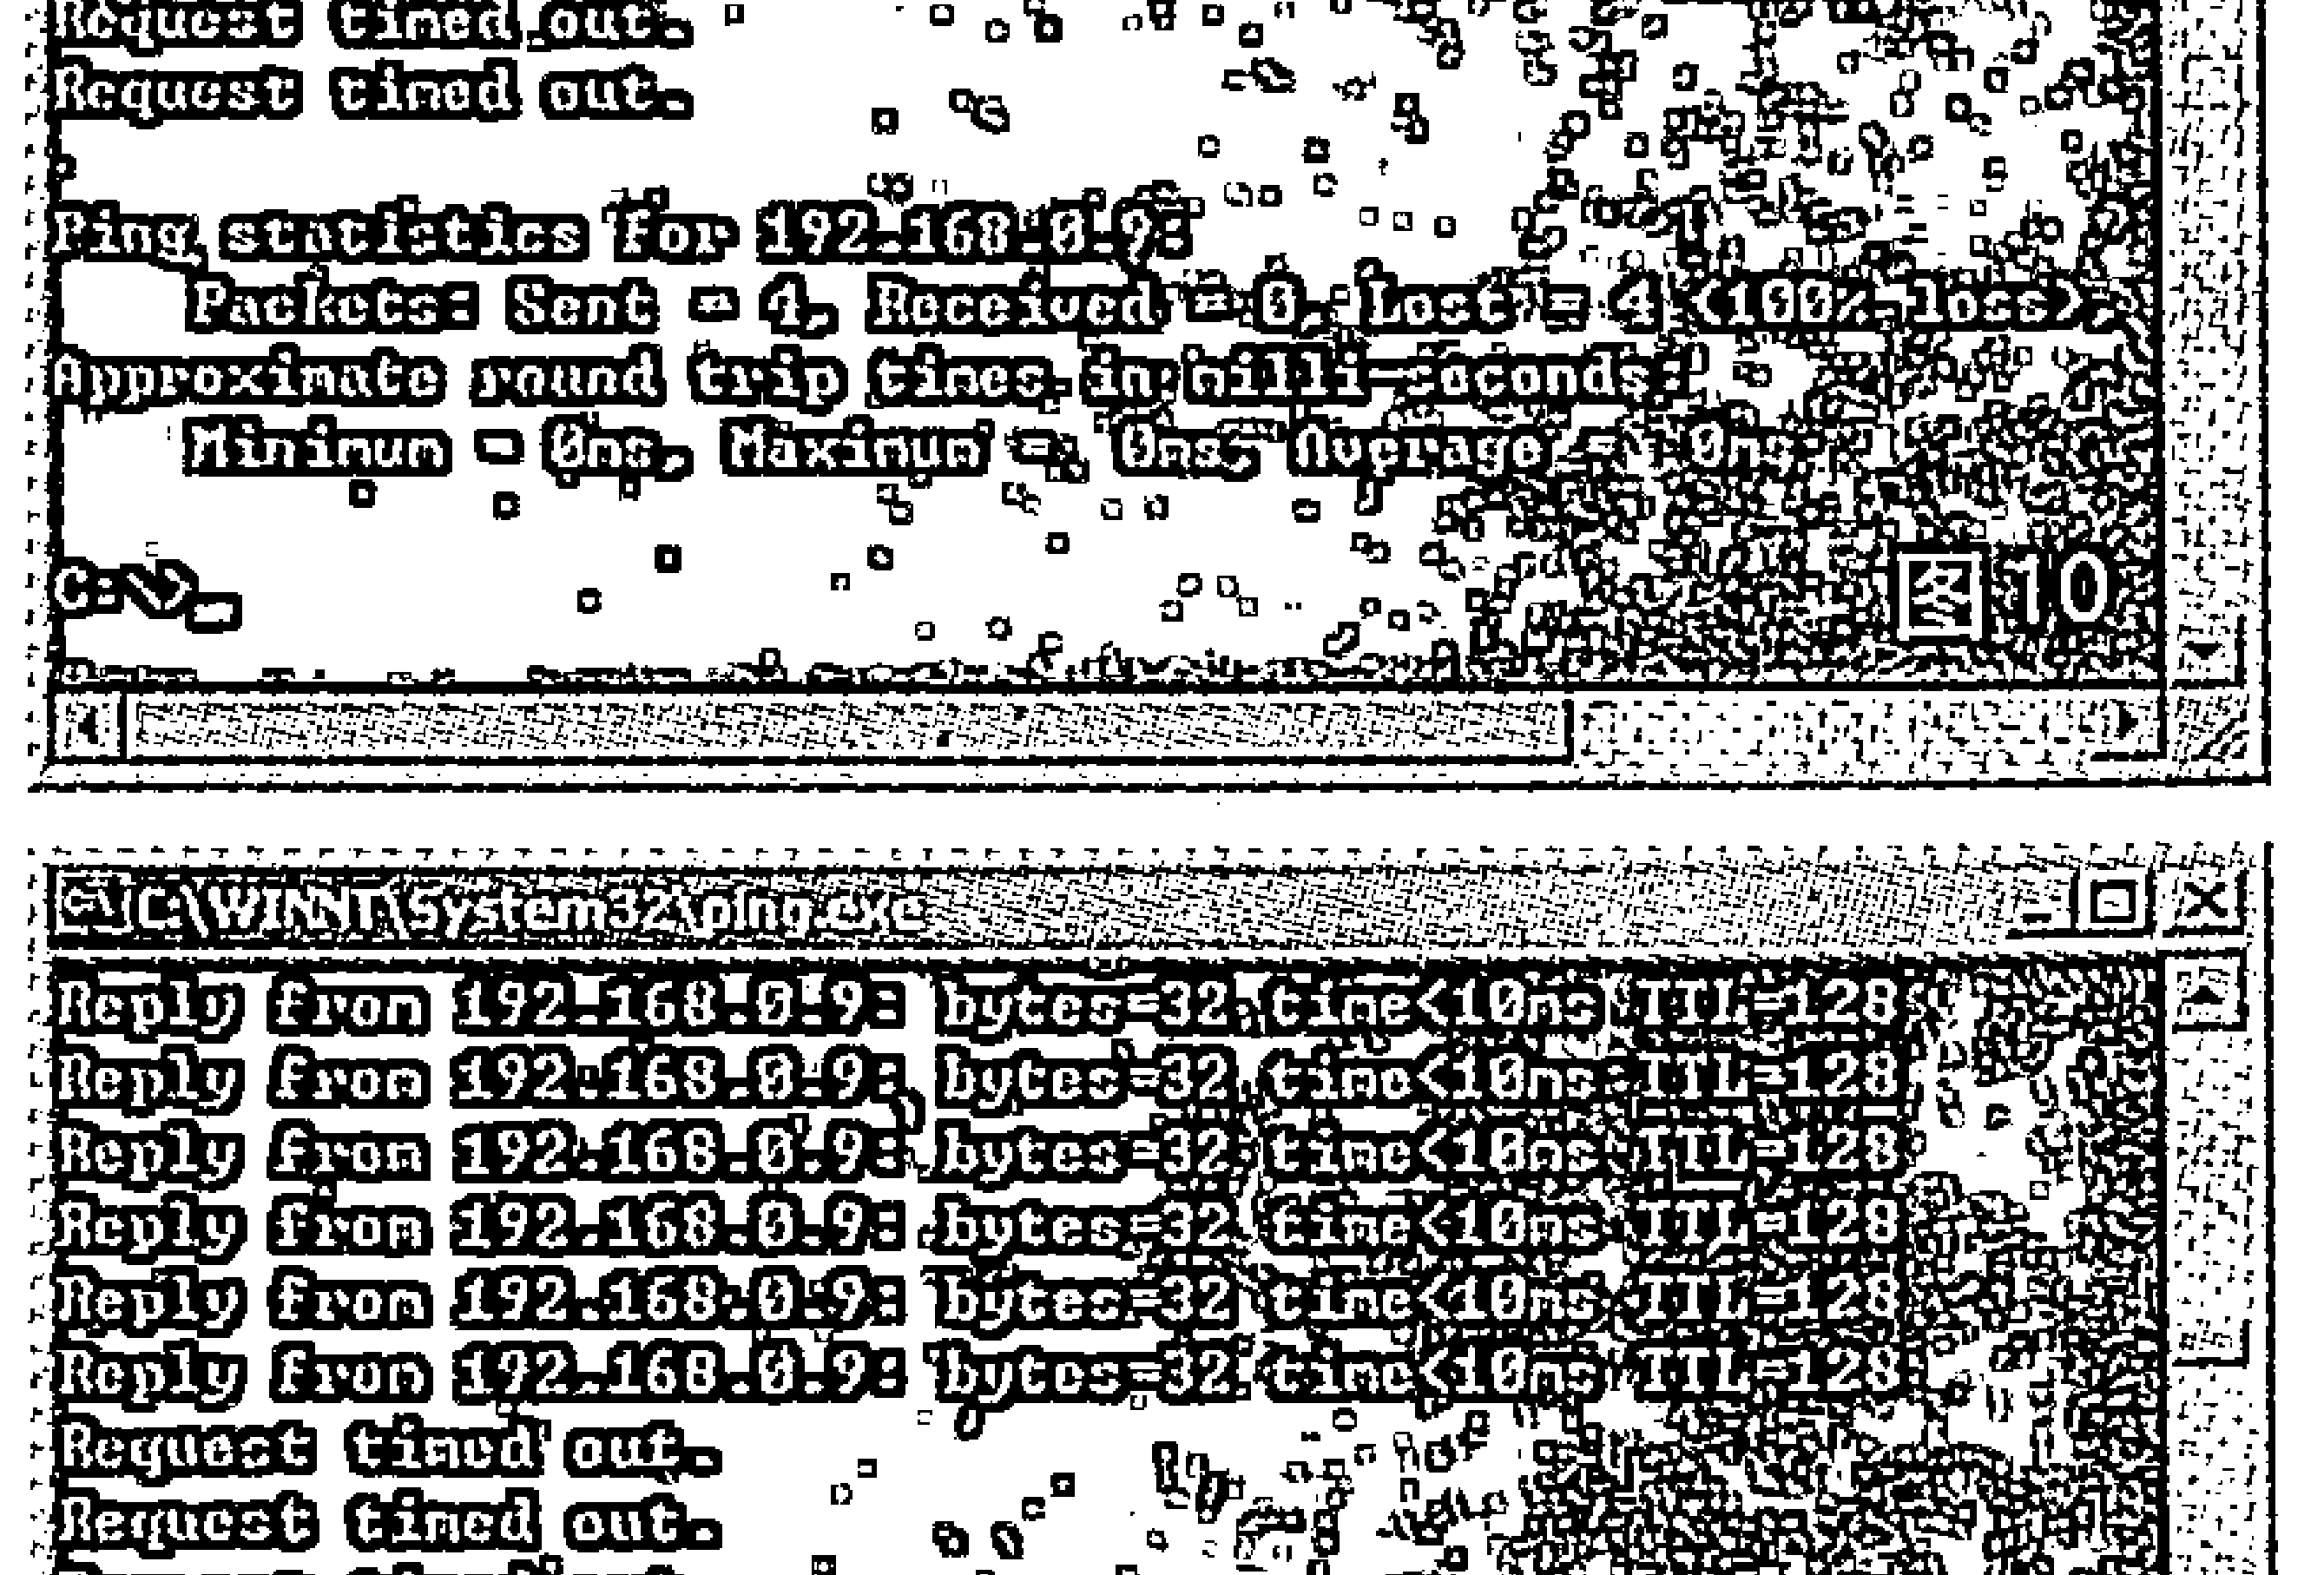 Request timed out.
Request timed out.
Ping statistics for 192.168.0.9:
Packets: Sent = 4, Received = 0, Lost = 4 <100% loss>,
Approximate round trip times in milli-seconds:
Minimum = 0ms, Maximum = 0ms, Average = 0ms
C:\>_
图10
C:\ C:\WINNT\System32\ping.exe
Reply from 192.168.0.9: bytes=32 time<10ms TTL=128
Reply from 192.168.0.9: bytes=32 time<10ms TTL=128
Reply from 192.168.0.9: bytes=32 time<10ms TTL=128
Reply from 192.168.0.9: bytes=32 time<10ms TTL=128
Reply from 192.168.0.9: bytes=32 time<10ms TTL=128
Reply from 192.168.0.9: bytes=32 time<10ms TTL=128
Request timed out.
Request timed out.